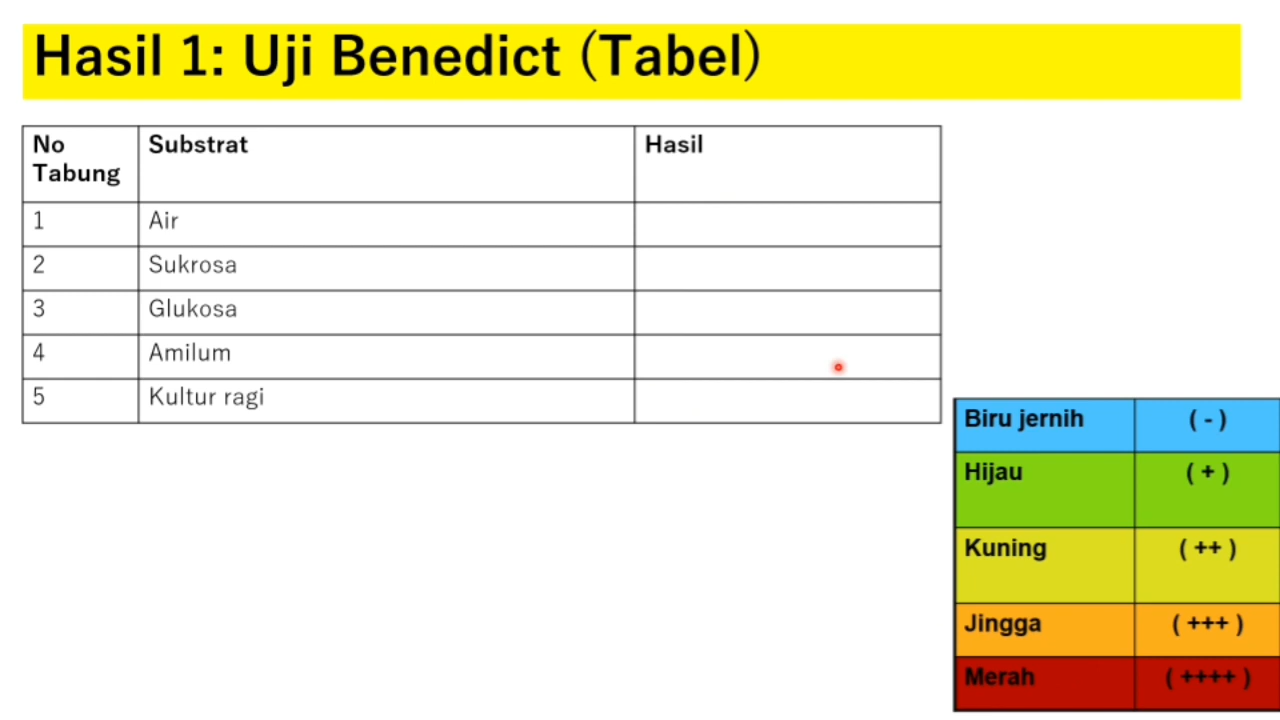 Hasil 1: Uji Benedict (Tabel)
No Tabung Substrat Hasil
1 Air
2 Sukrosa
3 Glukosa
4 Amilum
5 Kultur ragi
Biru jernih ( - )
Hijau ( + )
Kuning ( ++ )
Jingga ( +++ )
Merah ( ++++ )